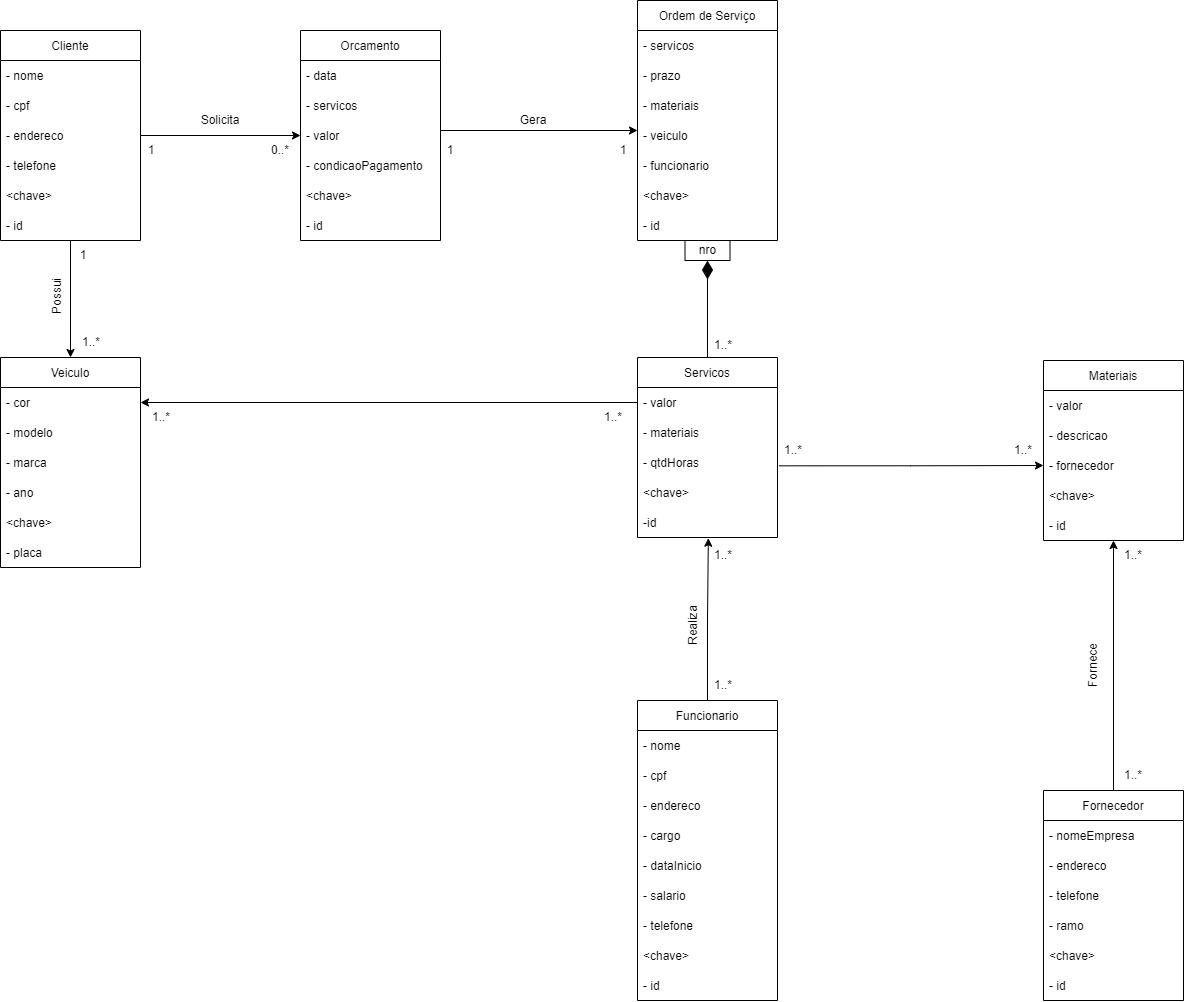 Cliente
- nome
- cpf
- endereco
- telefone
<chave>
- id
Solicita
1
0..*
Orcamento
- data
- servicos
- valor
- condicaoPagamento
<chave>
- id
Gera
1
1
Ordem de Serviço
- servicos
- prazo
- materiais
- veiculo
- funcionario
<chave>
- id
nro
1
Possui
1..*
1..*
Veiculo
- cor
- modelo
- marca
- ano
<chave>
- placa
1..*
1..*
Servicos
- valor
- materiais
- qtdHoras
<chave>
-id
1..*
1..*
Materiais
- valor
- descricao
- fornecedor
<chave>
- id
1..*
Realiza
1..*
1..*
Fornece
1..*
Funcionario
- nome
- cpf
- endereco
- cargo
- dataInicio
- salario
- telefone
<chave>
- id
Fornecedor
- nomeEmpresa
- endereco
- telefone
- ramo
<chave>
- id